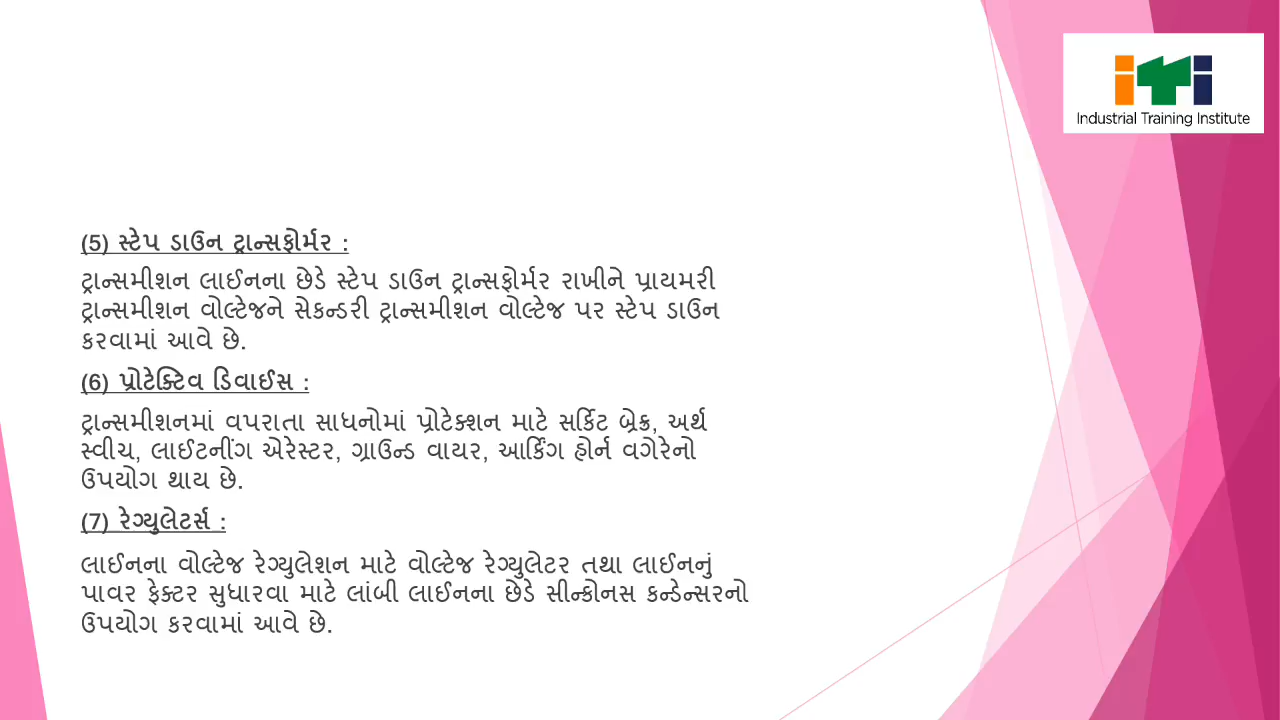 iTi
Industrial Training Institute
(5) સ્ટેપ ડાઉન ટ્રાન્સફોર્મર :
ટ્રાન્સમીશન લાઈનના છેડે સ્ટેપ ડાઉન ટ્રાન્સફોર્મર રાખીને પ્રાયમરી
ટ્રાન્સમીશન વોલ્ટેજને સેકન્ડરી ટ્રાન્સમીશન વોલ્ટેજ પર સ્ટેપ ડાઉન
કરવામાં આવે છે.
(6) પ્રોટેક્ટિવ ડિવાઈસ :
ટ્રાન્સમીશનમાં વપરાતા સાધનોમાં પ્રોટેક્શન માટે સર્કિટ બ્રેક્ર, અર્થ
સ્વીચ, લાઈટનીંગ એરેસ્ટર, ગ્રાઉન્ડ વાયર, આર્કિંગ હોર્ન વગેરેનો
ઉપયોગ થાય છે.
(7) રેગ્યુલેટર્સ :
લાઈનના વોલ્ટેજ રેગ્યુલેશન માટે વોલ્ટેજ રેગ્યુલેટર તથા લાઈનનું
પાવર ફેક્ટર સુધારવા માટે લાંબી લાઈનના છેડે સીન્ક્રોનસ કન્ડેન્સરનો
ઉપયોગ કરવામાં આવે છે.